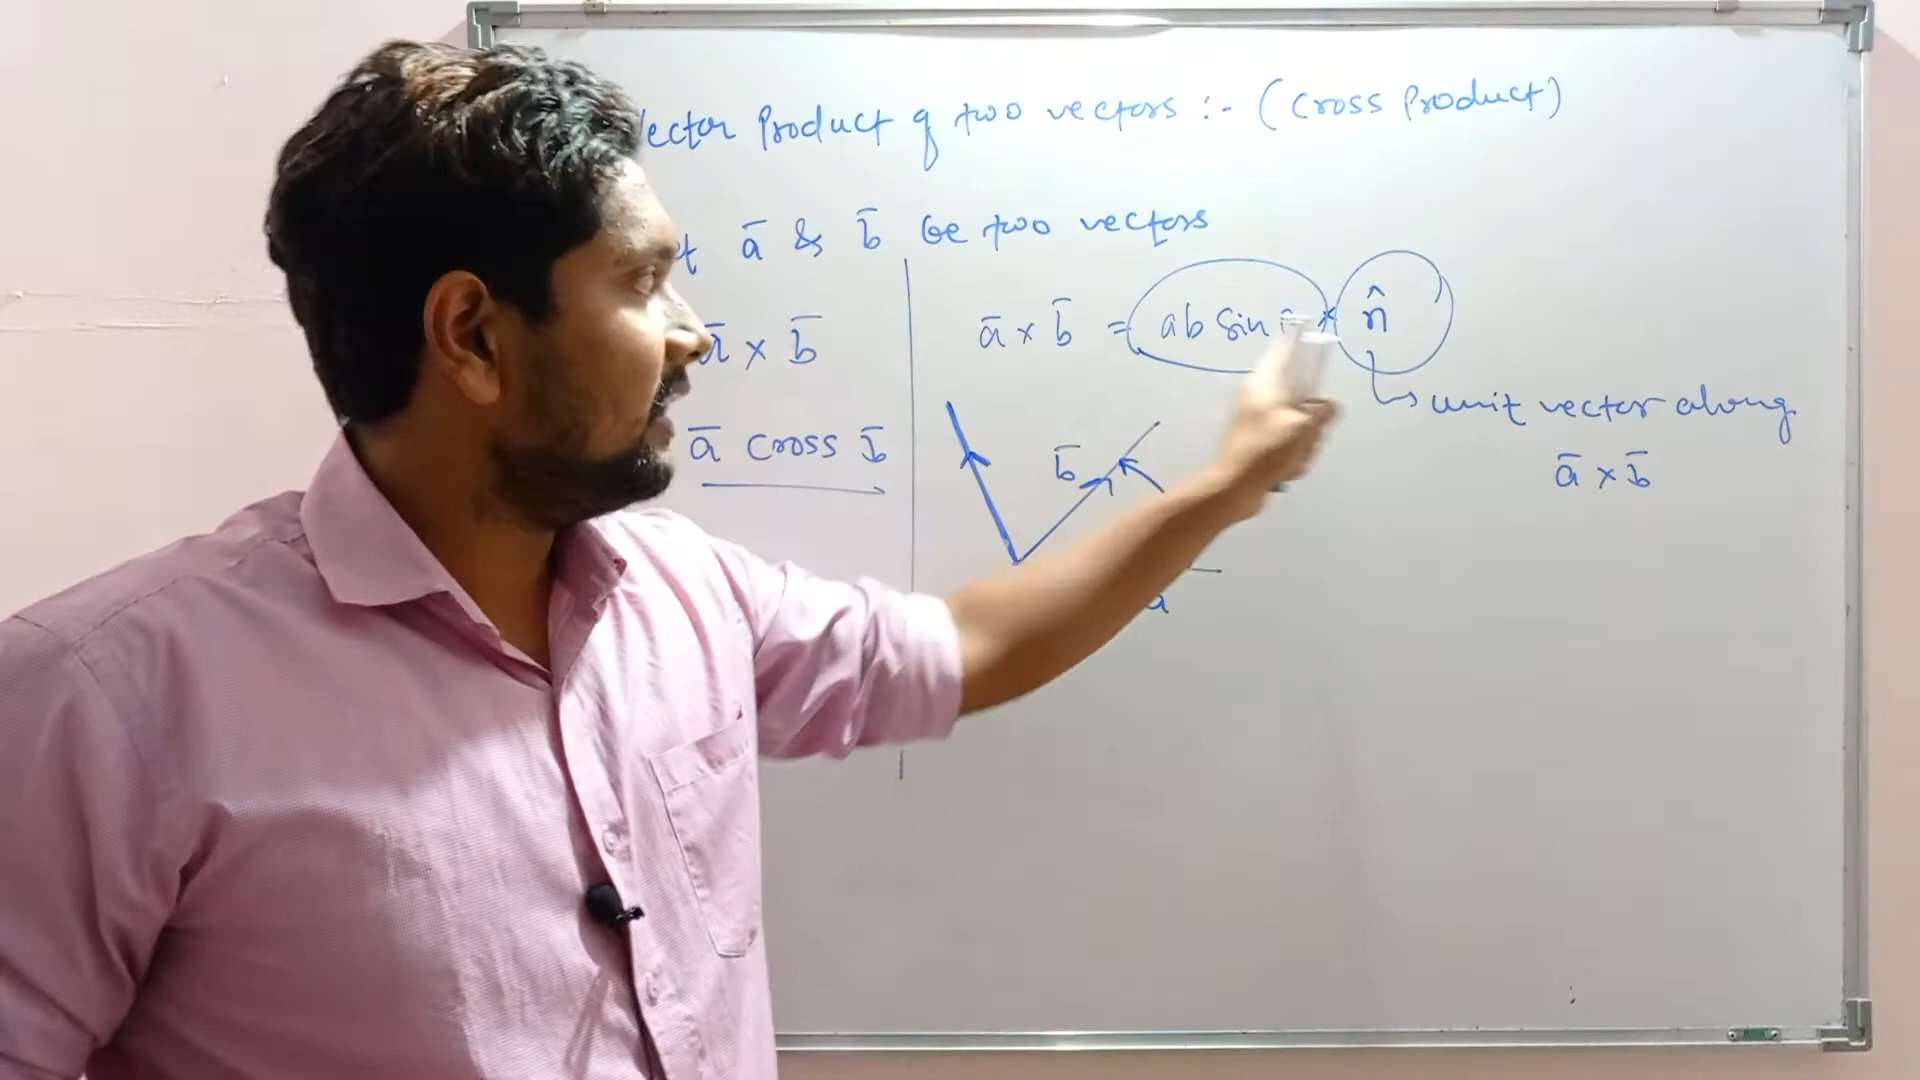 Vector Product of two vectors :- (Cross Product)
ā & b̄ be two vectors
ā × b̄
ā cross b̄
ā × b̄ = ab sin × n̂
unit vector along
ā × b̄
b̄
a